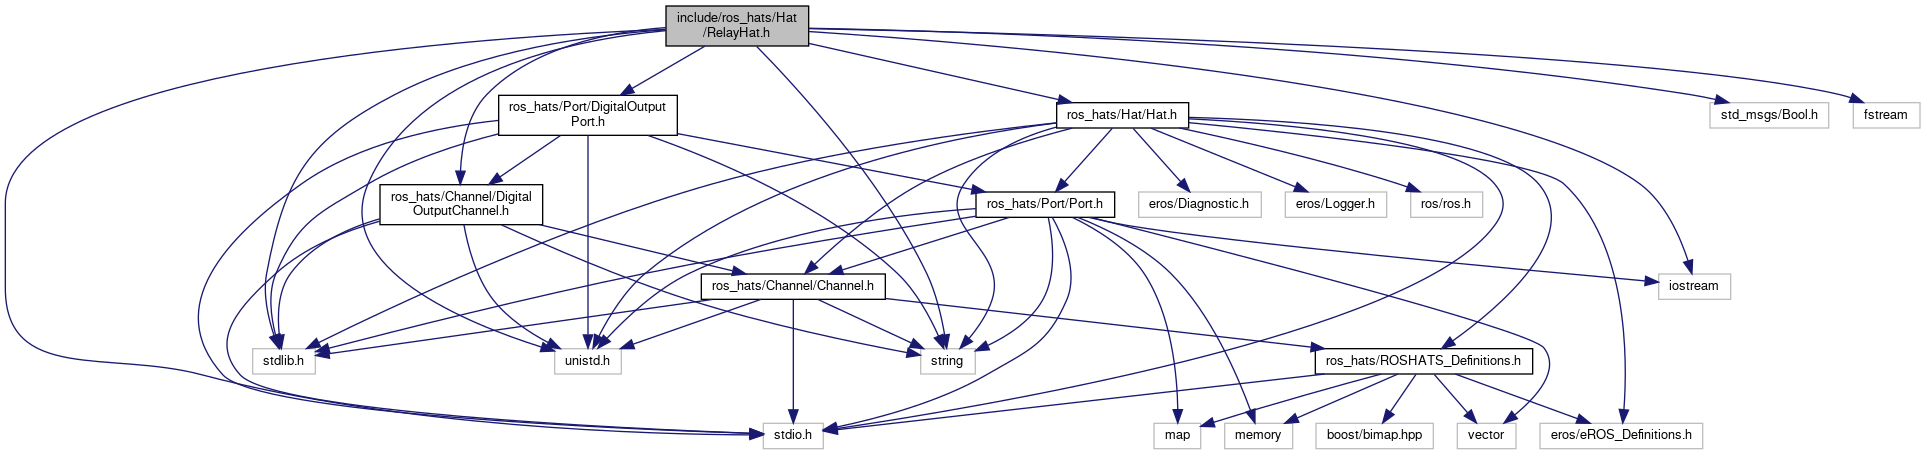 include/ros_hats/Hat
/RelayHat.h
ros_hats/Port/DigitalOutput
Port.h
ros_hats/Hat/Hat.h
std_msgs/Bool.h
fstream
ros_hats/Channel/Digital
OutputChannel.h
ros_hats/Port/Port.h
eros/Diagnostic.h
eros/Logger.h
ros/ros.h
ros_hats/Channel/Channel.h
iostream
stdlib.h
unistd.h
string
ros_hats/ROSHATS_Definitions.h
stdio.h
map
memory
boost/bimap.hpp
vector
eros/eROS_Definitions.h